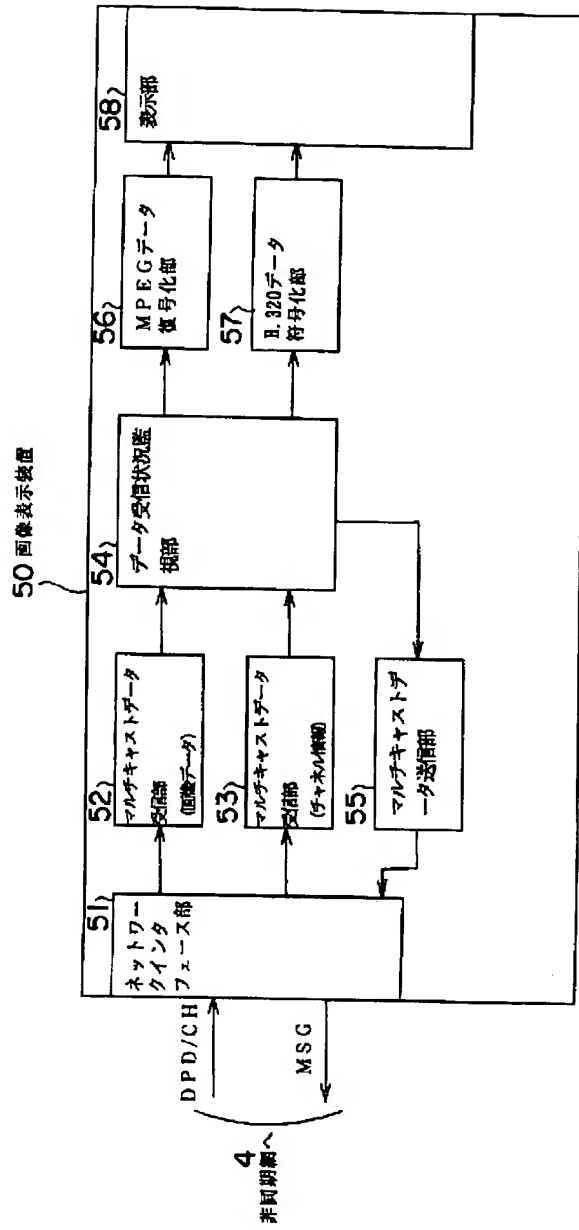 50 画像表示装置
4
非同期網へ
DPD/CH
MSG
51
ネットワー
クインタ
フェース部
52
マルチキャストデータ
受信部
(画像データ)
53
マルチキャストデータ
受信部
(チャネル情報)
54
データ受信状況監
視部
55
マルチキャストデ
ータ送信部
56
MPEGデータ
復号化部
57
H.320データ
符号化部
58
表示部